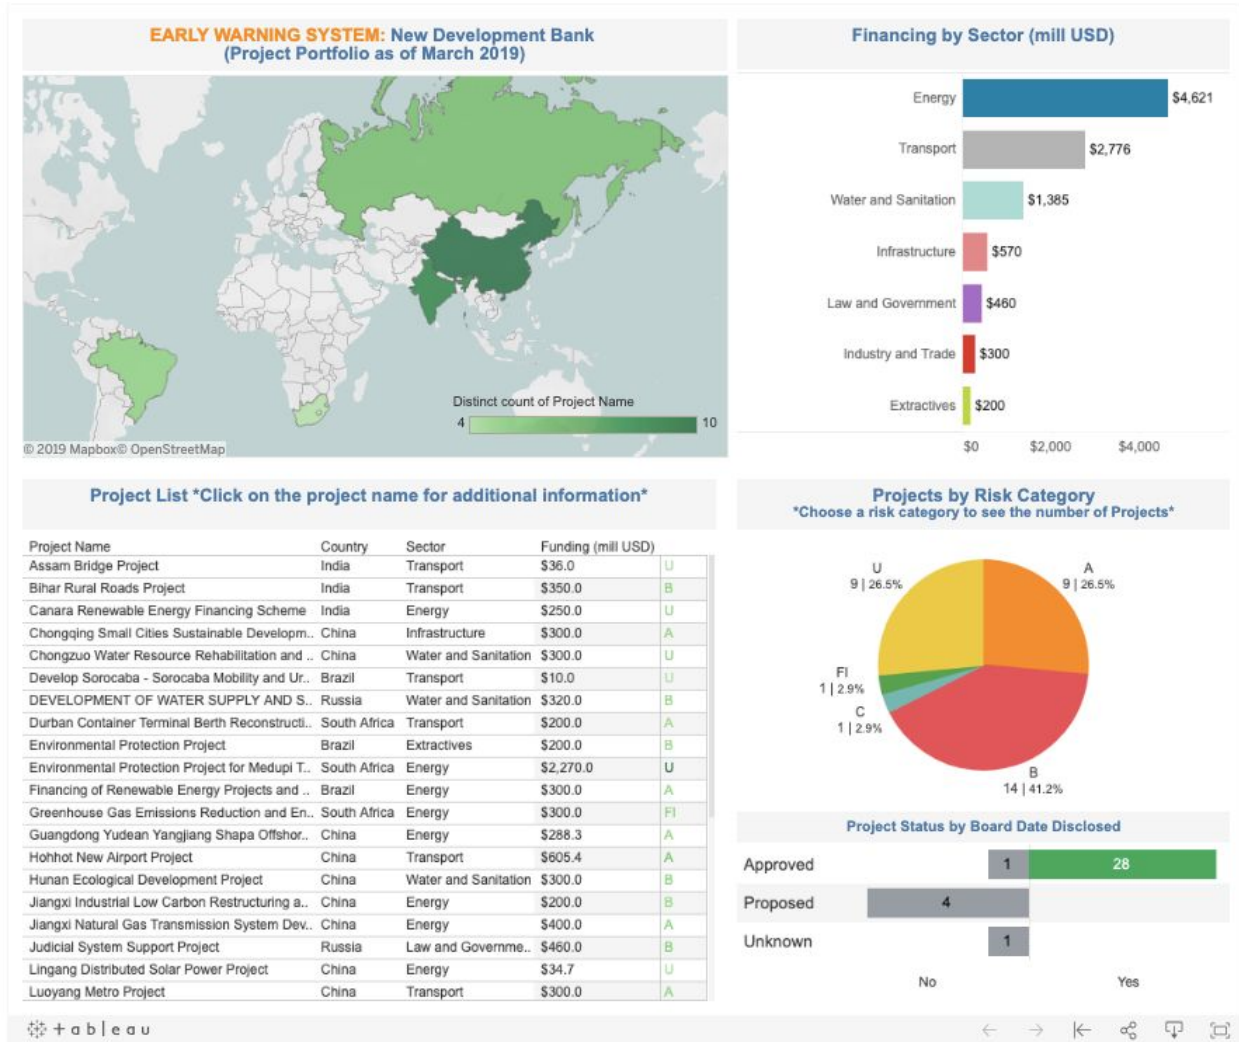 EARLY WARNING SYSTEM: New Development Bank
(Project Portfolio as of March 2019)
Distinct count of Project Name
4 10
© 2019 Mapbox© OpenStreetMap
Financing by Sector (mill USD)
Energy $4,621
Transport $2,776
Water and Sanitation $1,385
Infrastructure $570
Law and Government $460
Industry and Trade $300
Extractives $200
$0 $2,000 $4,000
Project List *Click on the project name for additional information*
Project Name Country Sector Funding (mill USD)
Assam Bridge Project India Transport $36.0 U
Bihar Rural Roads Project India Transport $350.0 B
Canara Renewable Energy Financing Scheme India Energy $250.0 U
Chongqing Small Cities Sustainable Developm.. China Infrastructure $300.0 A
Chongzuo Water Resource Rehabilitation and .. China Water and Sanitation $300.0 U
Develop Sorocaba - Sorocaba Mobility and Ur.. Brazil Transport $10.0 U
DEVELOPMENT OF WATER SUPPLY AND S.. Russia Water and Sanitation $320.0 B
Durban Container Terminal Berth Reconstructi.. South Africa Transport $200.0 A
Environmental Protection Project Brazil Extractives $200.0 B
Environmental Protection Project for Medupi T.. South Africa Energy $2,270.0 U
Financing of Renewable Energy Projects and .. Brazil Energy $300.0 A
Greenhouse Gas Emissions Reduction and En.. South Africa Energy $300.0 FI
Guangdong Yudean Yangjiang Shapa Offshor.. China Energy $288.3 A
Hohhot New Airport Project China Transport $605.4 A
Hunan Ecological Development Project China Water and Sanitation $300.0 B
Jiangxi Industrial Low Carbon Restructuring a.. China Energy $200.0 B
Jiangxi Natural Gas Transmission System Dev.. China Energy $400.0 A
Judicial System Support Project Russia Law and Governme.. $460.0 B
Lingang Distributed Solar Power Project China Energy $34.7 U
Luoyang Metro Project China Transport $300.0 A
Projects by Risk Category
*Choose a risk category to see the number of Projects*
U
9 | 26.5%
A
9 | 26.5%
FI
1 | 2.9%
C
1 | 2.9%
B
14 | 41.2%
Project Status by Board Date Disclosed
Approved 1 28
Proposed 4
Unknown 1
No Yes
+ a b l e a u